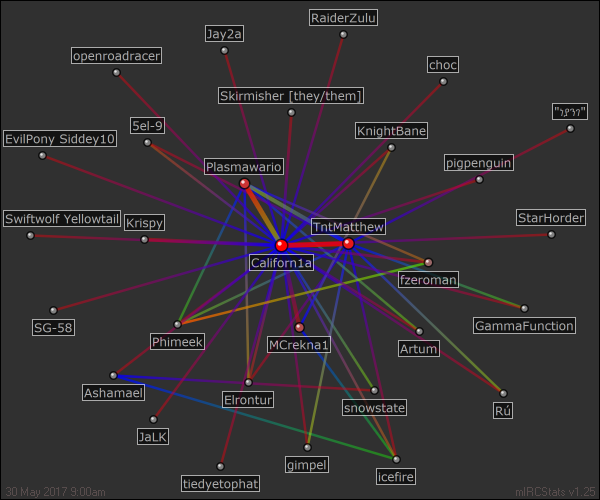 RaiderZulu
Jay2a
openroadracer
choc
Skirmisher [they/them]
5el-9
KnightBane
EvilPony Siddey10
Plasmawario
pigpenguin
Swiftwolf Yellowtail
Krispy
TntMatthew
StarHorder
Californ1a
fzeroman
SG-58
Phimeek
MCrekna1
Artum
GammaFunction
Ashamael
Elrontur
snowstate
Rú
JaLK
gimpel
icefire
tiedyetophat
30 May 2017 9:00am
mIRCStats v1.25